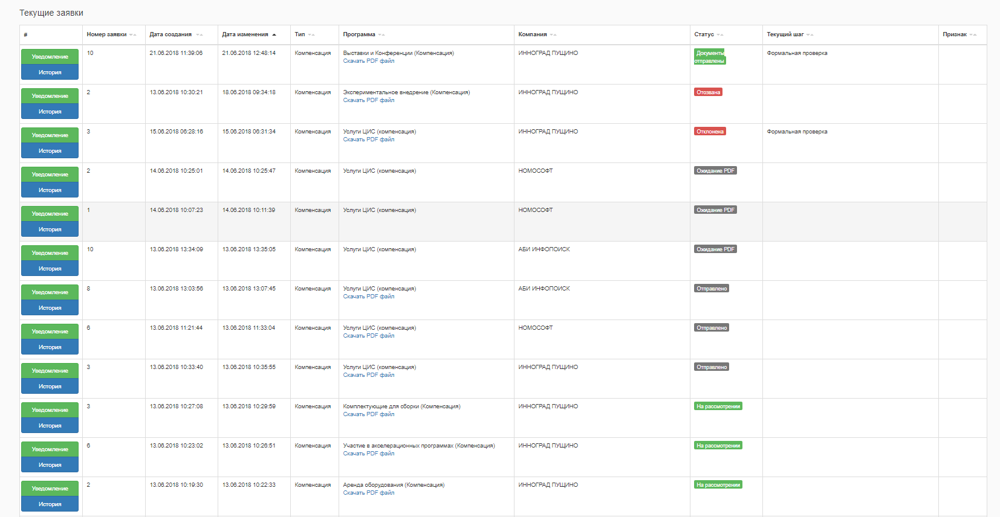 Текущие заявки
# Номер заявки Дата создания Дата изменения Тип Программа Компания Статус Текущий шаг Признак
Уведомление 10 21.06.2018 11:39:06 21.06.2018 12:48:14 Компенсация Выставки и Конференции (Компенсация) ИННОГРАД ПУЩИНО Документы Формальная проверка
Скачать PDF файл отправлены
История
Уведомление 2 13.06.2018 10:30:21 18.06.2018 09:34:18 Компенсация Экспериментальное внедрение (Компенсация) ИННОГРАД ПУЩИНО Отозвана
Скачать PDF файл
История
Уведомление 3 15.06.2018 06:28:16 15.06.2018 06:31:34 Компенсация Услуги ЦИС (компенсация) ИННОГРАД ПУЩИНО Отклонена Формальная проверка
Скачать PDF файл
История
Уведомление 2 14.06.2018 10:25:01 14.06.2018 10:25:47 Компенсация Услуги ЦИС (компенсация) НОМОСОФТ Ожидание PDF
История
Уведомление 1 14.06.2018 10:07:23 14.06.2018 10:11:39 Компенсация Услуги ЦИС (компенсация) НОМОСОФТ Ожидание PDF
История
Уведомление 10 13.06.2018 13:34:09 13.06.2018 13:35:05 Компенсация Услуги ЦИС (компенсация) АБИ ИНФОПОИСК Ожидание PDF
История
Уведомление 8 13.06.2018 13:03:56 13.06.2018 13:07:45 Компенсация Услуги ЦИС (компенсация) АБИ ИНФОПОИСК Отправлено
Скачать PDF файл
История
Уведомление 6 13.06.2018 11:21:44 13.06.2018 11:33:04 Компенсация Услуги ЦИС (компенсация) НОМОСОФТ Отправлено
Скачать PDF файл
История
Уведомление 3 13.06.2018 10:33:40 13.06.2018 10:35:55 Компенсация Услуги ЦИС (компенсация) ИННОГРАД ПУЩИНО Отправлено
Скачать PDF файл
История
Уведомление 3 13.06.2018 10:27:08 13.06.2018 10:29:59 Компенсация Комплектующие для сборки (Компенсация) ИННОГРАД ПУЩИНО На рассмотрении
Скачать PDF файл
История
Уведомление 6 13.06.2018 10:23:02 13.06.2018 10:26:51 Компенсация Участие в акселерационных программах (Компенсация) ИННОГРАД ПУЩИНО На рассмотрении
Скачать PDF файл
История
Уведомление 2 13.06.2018 10:19:30 13.06.2018 10:22:33 Компенсация Аренда оборудования (Компенсация) ИННОГРАД ПУЩИНО На рассмотрении
Скачать PDF файл
История